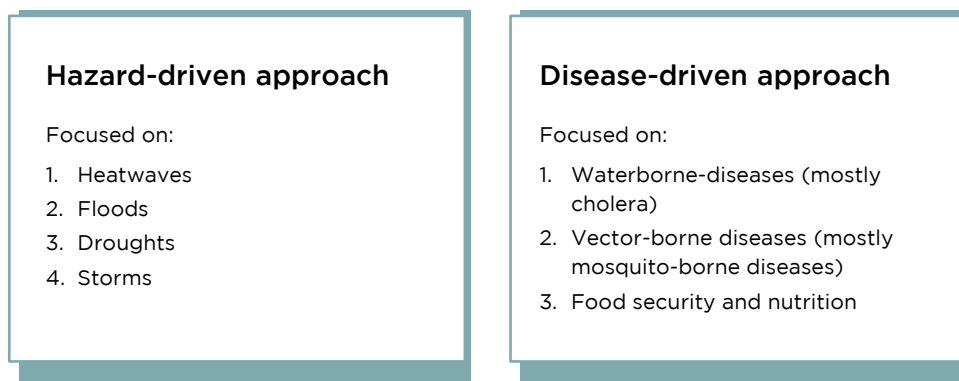 Hazard-driven approach
Focused on:
1. Heatwaves
2. Floods
3. Droughts
4. Storms
Disease-driven approach
Focused on:
1. Waterborne-diseases (mostly
cholera)
2. Vector-borne diseases (mostly
mosquito-borne diseases)
3. Food security and nutrition